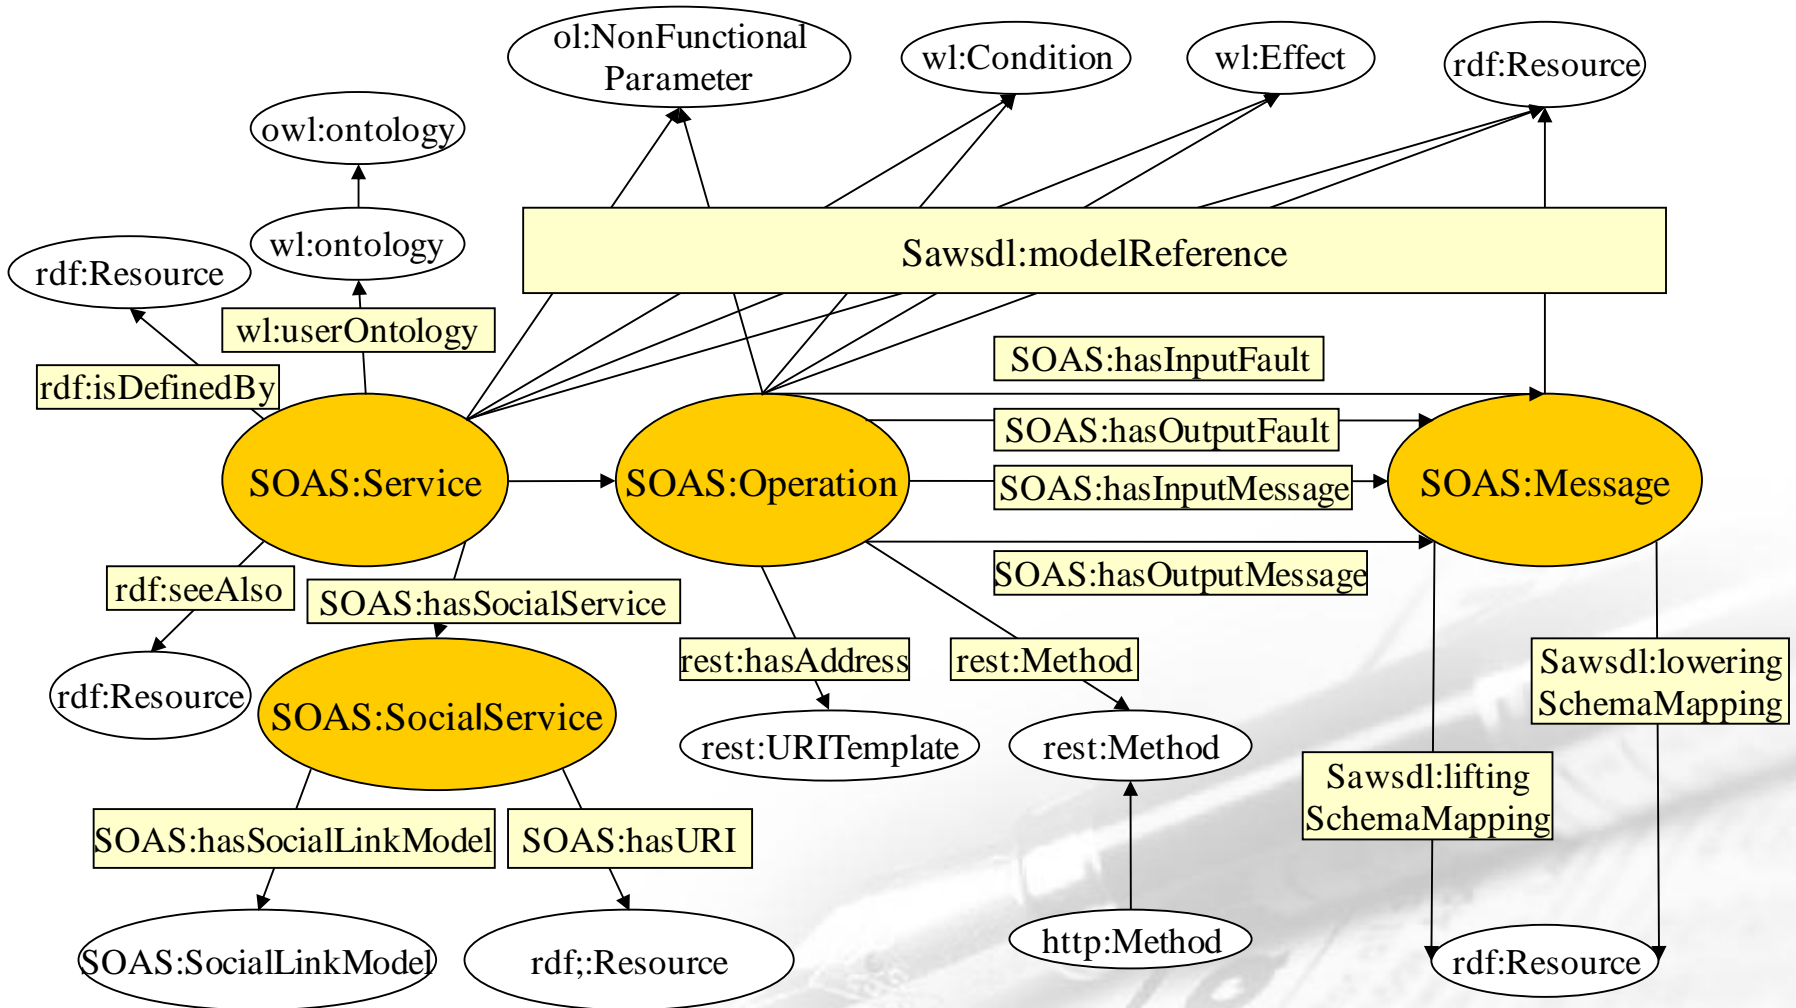 ol:NonFunctional
Parameter
wl:Condition
wl:Effect
rdf:Resource
owl:ontology
wl:ontology
rdf:Resource
Sawsdl:modelReference
wl:userOntology
rdf:isDefinedBy
SOAS:hasInputFault
SOAS:hasOutputFault
SOAS:Service
SOAS:Operation
SOAS:hasInputMessage
SOAS:Message
SOAS:hasOutputMessage
rdf:seeAlso
SOAS:hasSocialService
rest:hasAddress
rest:Method
Sawsdl:lowering
SchemaMapping
rdf:Resource
SOAS:SocialService
rest:URITemplate
rest:Method
Sawsdl:lifting
SchemaMapping
SOAS:hasSocialLinkModel
SOAS:hasURI
http:Method
SOAS:SocialLinkModel
rdf;:Resource
rdf:Resource